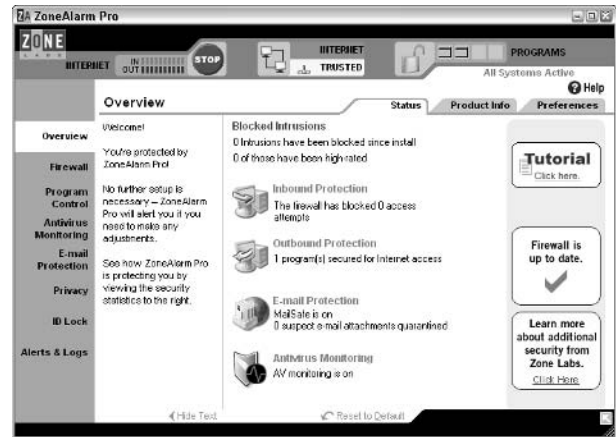 ZA ZoneAlarm Pro
ZONE
LABS
INTERNET
IN
OUT
STOP
INTERNET
TRUSTED
PROGRAMS
All Systems Active
Help
Overview
Status
Product Info
Preferences
Overview
Firewall
Program
Control
Antivirus
Monitoring
E-mail
Protection
Privacy
ID Lock
Alerts & Logs
Welcome!
You're protected by
ZoneAlarm Pro!
No further setup is
necessary – ZoneAlarm
Pro will alert you if you
need to make any
adjustments.
See how ZoneAlarm Pro
is protecting you by
viewing the security
statistics to the right.
Blocked Intrusions
0 Intrusions have been blocked since install
0 of those have been high-rated
Inbound Protection
The firewall has blocked 0 access
attempts
Outbound Protection
1 program(s) secured for Internet access
E-mail Protection
MailSafe is on
0 suspect e-mail attachments quarantined
Antivirus Monitoring
AV monitoring is on
Tutorial
Click here.
Firewall is
up to date.
Learn more
about additional
security from
Zone Labs.
Click Here
Hide Text
Reset to Default